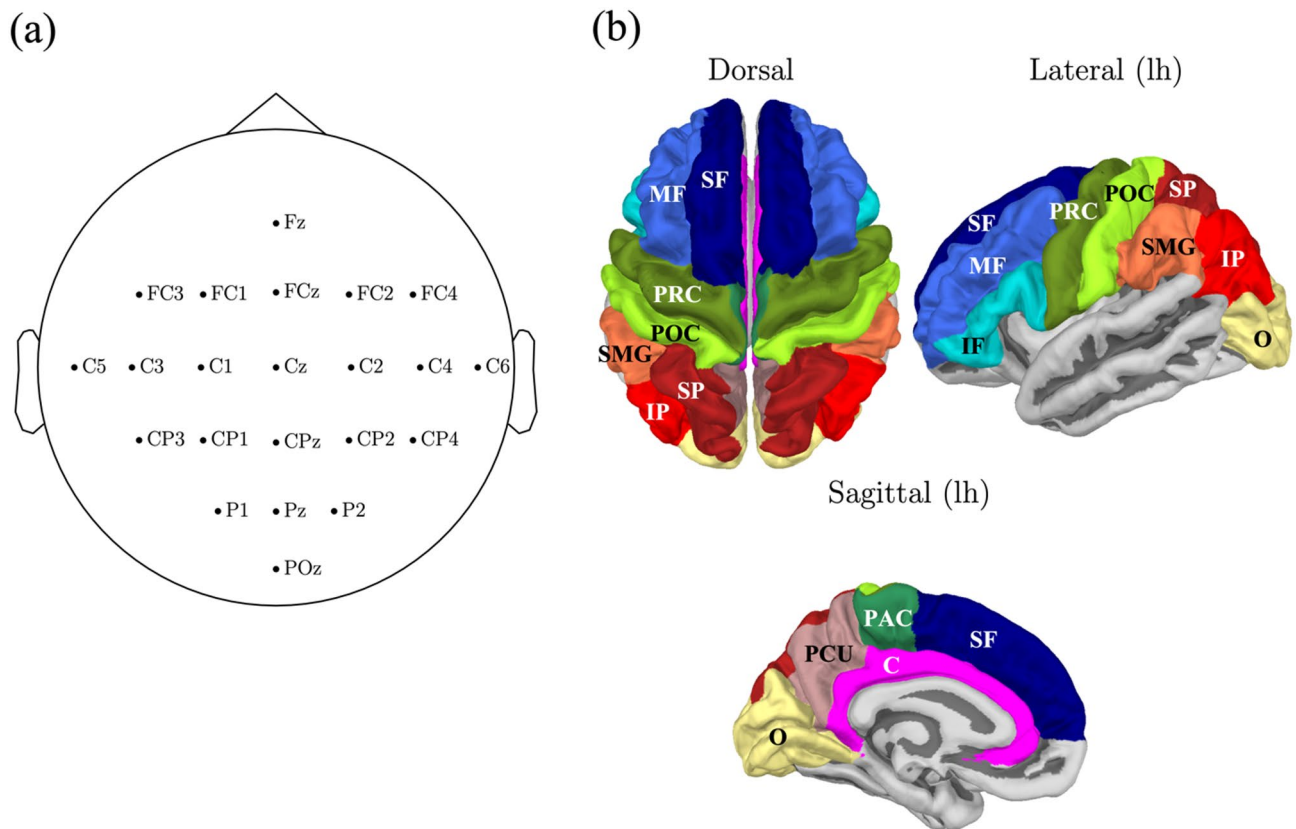 (a)
Fz
FC3 FC1 FCz FC2 FC4
C5 C3 C1 Cz C2 C4 C6
CP3 CP1 CPz CP2 CP4
P1 Pz P2
POz
(b)
Dorsal
MF SF
PRC
POC
SMG
SP
IP
Lateral (lh)
POC SP
PRC
SF
SMG
MF IP
IF O
Sagittal (lh)
PAC
SF
PCU
C
O